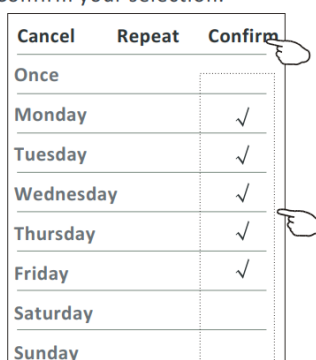 confirm your selection.
Cancel Repeat Confirm
Once
Monday √
Tuesday √
Wednesday √
Thursday √
Friday √
Saturday
Sunday